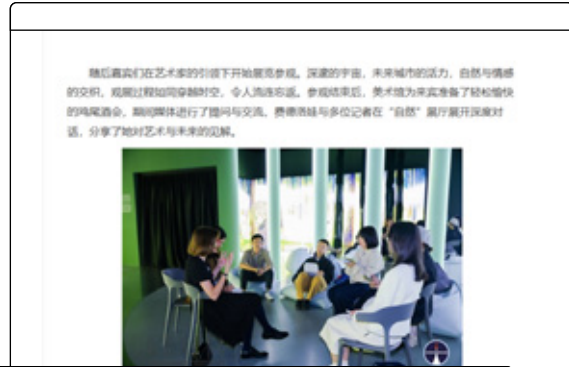 随后嘉宾们在艺术家的引领下开始展览参观。深邃的宇宙、未来城市的活力、自然与情感
的交织，观展过程如同穿越时空，令人流连忘返。参观结束后，美术馆为来宾准备了轻松愉快
的鸡尾酒会，期间媒体进行了提问与交流，费德洛娃与多位记者在“自然”展厅展开深度对
话，分享了她对艺术与未来的见解。